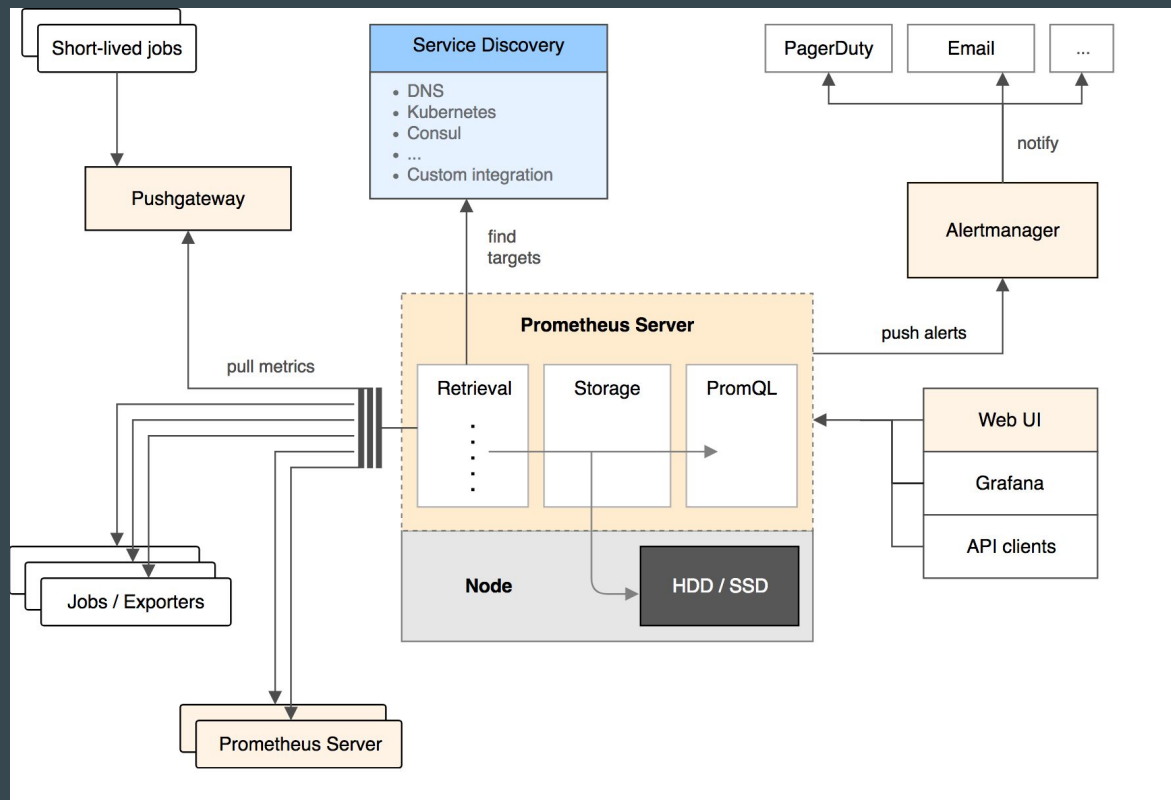 Short-lived jobs
Service Discovery
• DNS
• Kubernetes
• Consul
• ...
• Custom integration
PagerDuty
Email
...
notify
Pushgateway
Alertmanager
find
targets
Prometheus Server
push alerts
pull metrics
Retrieval
Storage
PromQL
Web UI
Grafana
API clients
Node
HDD / SSD
Jobs / Exporters
Prometheus Server